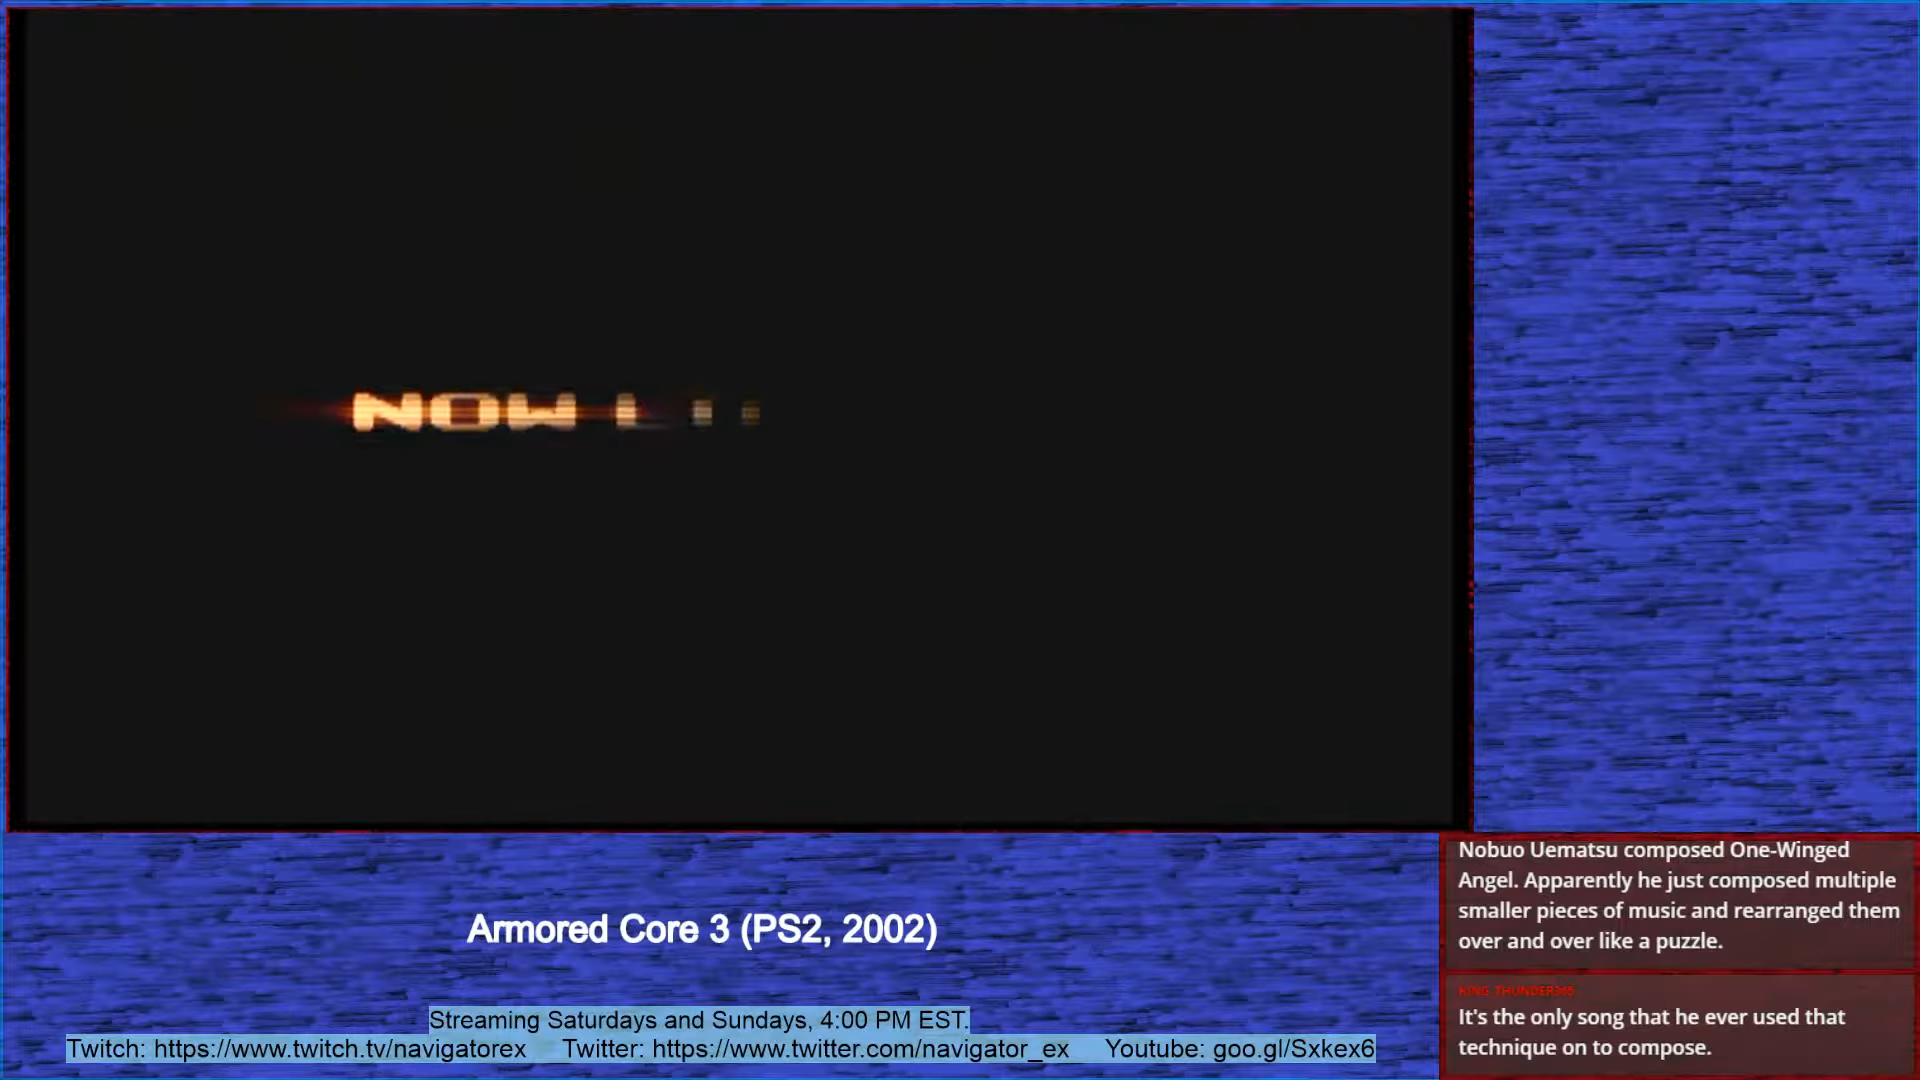 NOW L
Armored Core 3 (PS2, 2002)
Streaming Saturdays and Sundays, 4:00 PM EST.
Twitch: https://www.twitch.tv/navigatorex Twitter: https://www.twitter.com/navigator_ex Youtube: goo.gl/Sxkex6
Nobuo Uematsu composed One-Winged
Angel. Apparently he just composed multiple
smaller pieces of music and rearranged them
over and over like a puzzle.
KING_THUNDER365
It's the only song that he ever used that
technique on to compose.